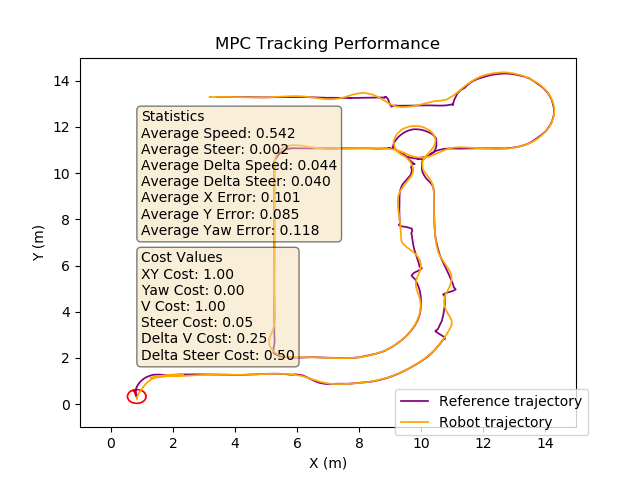 MPC Tracking Performance
Y (m)
14
12
10
8
6
4
2
0
Statistics
Average Speed: 0.542
Average Steer: 0.002
Average Delta Speed: 0.044
Average Delta Steer: 0.040
Average X Error: 0.101
Average Y Error: 0.085
Average Yaw Error: 0.118
Cost Values
XY Cost: 1.00
Yaw Cost: 0.00
V Cost: 1.00
Steer Cost: 0.05
Delta V Cost: 0.25
Delta Steer Cost: 0.50
Reference trajectory
Robot trajectory
0 2 4 6 8 10 12 14
X (m)